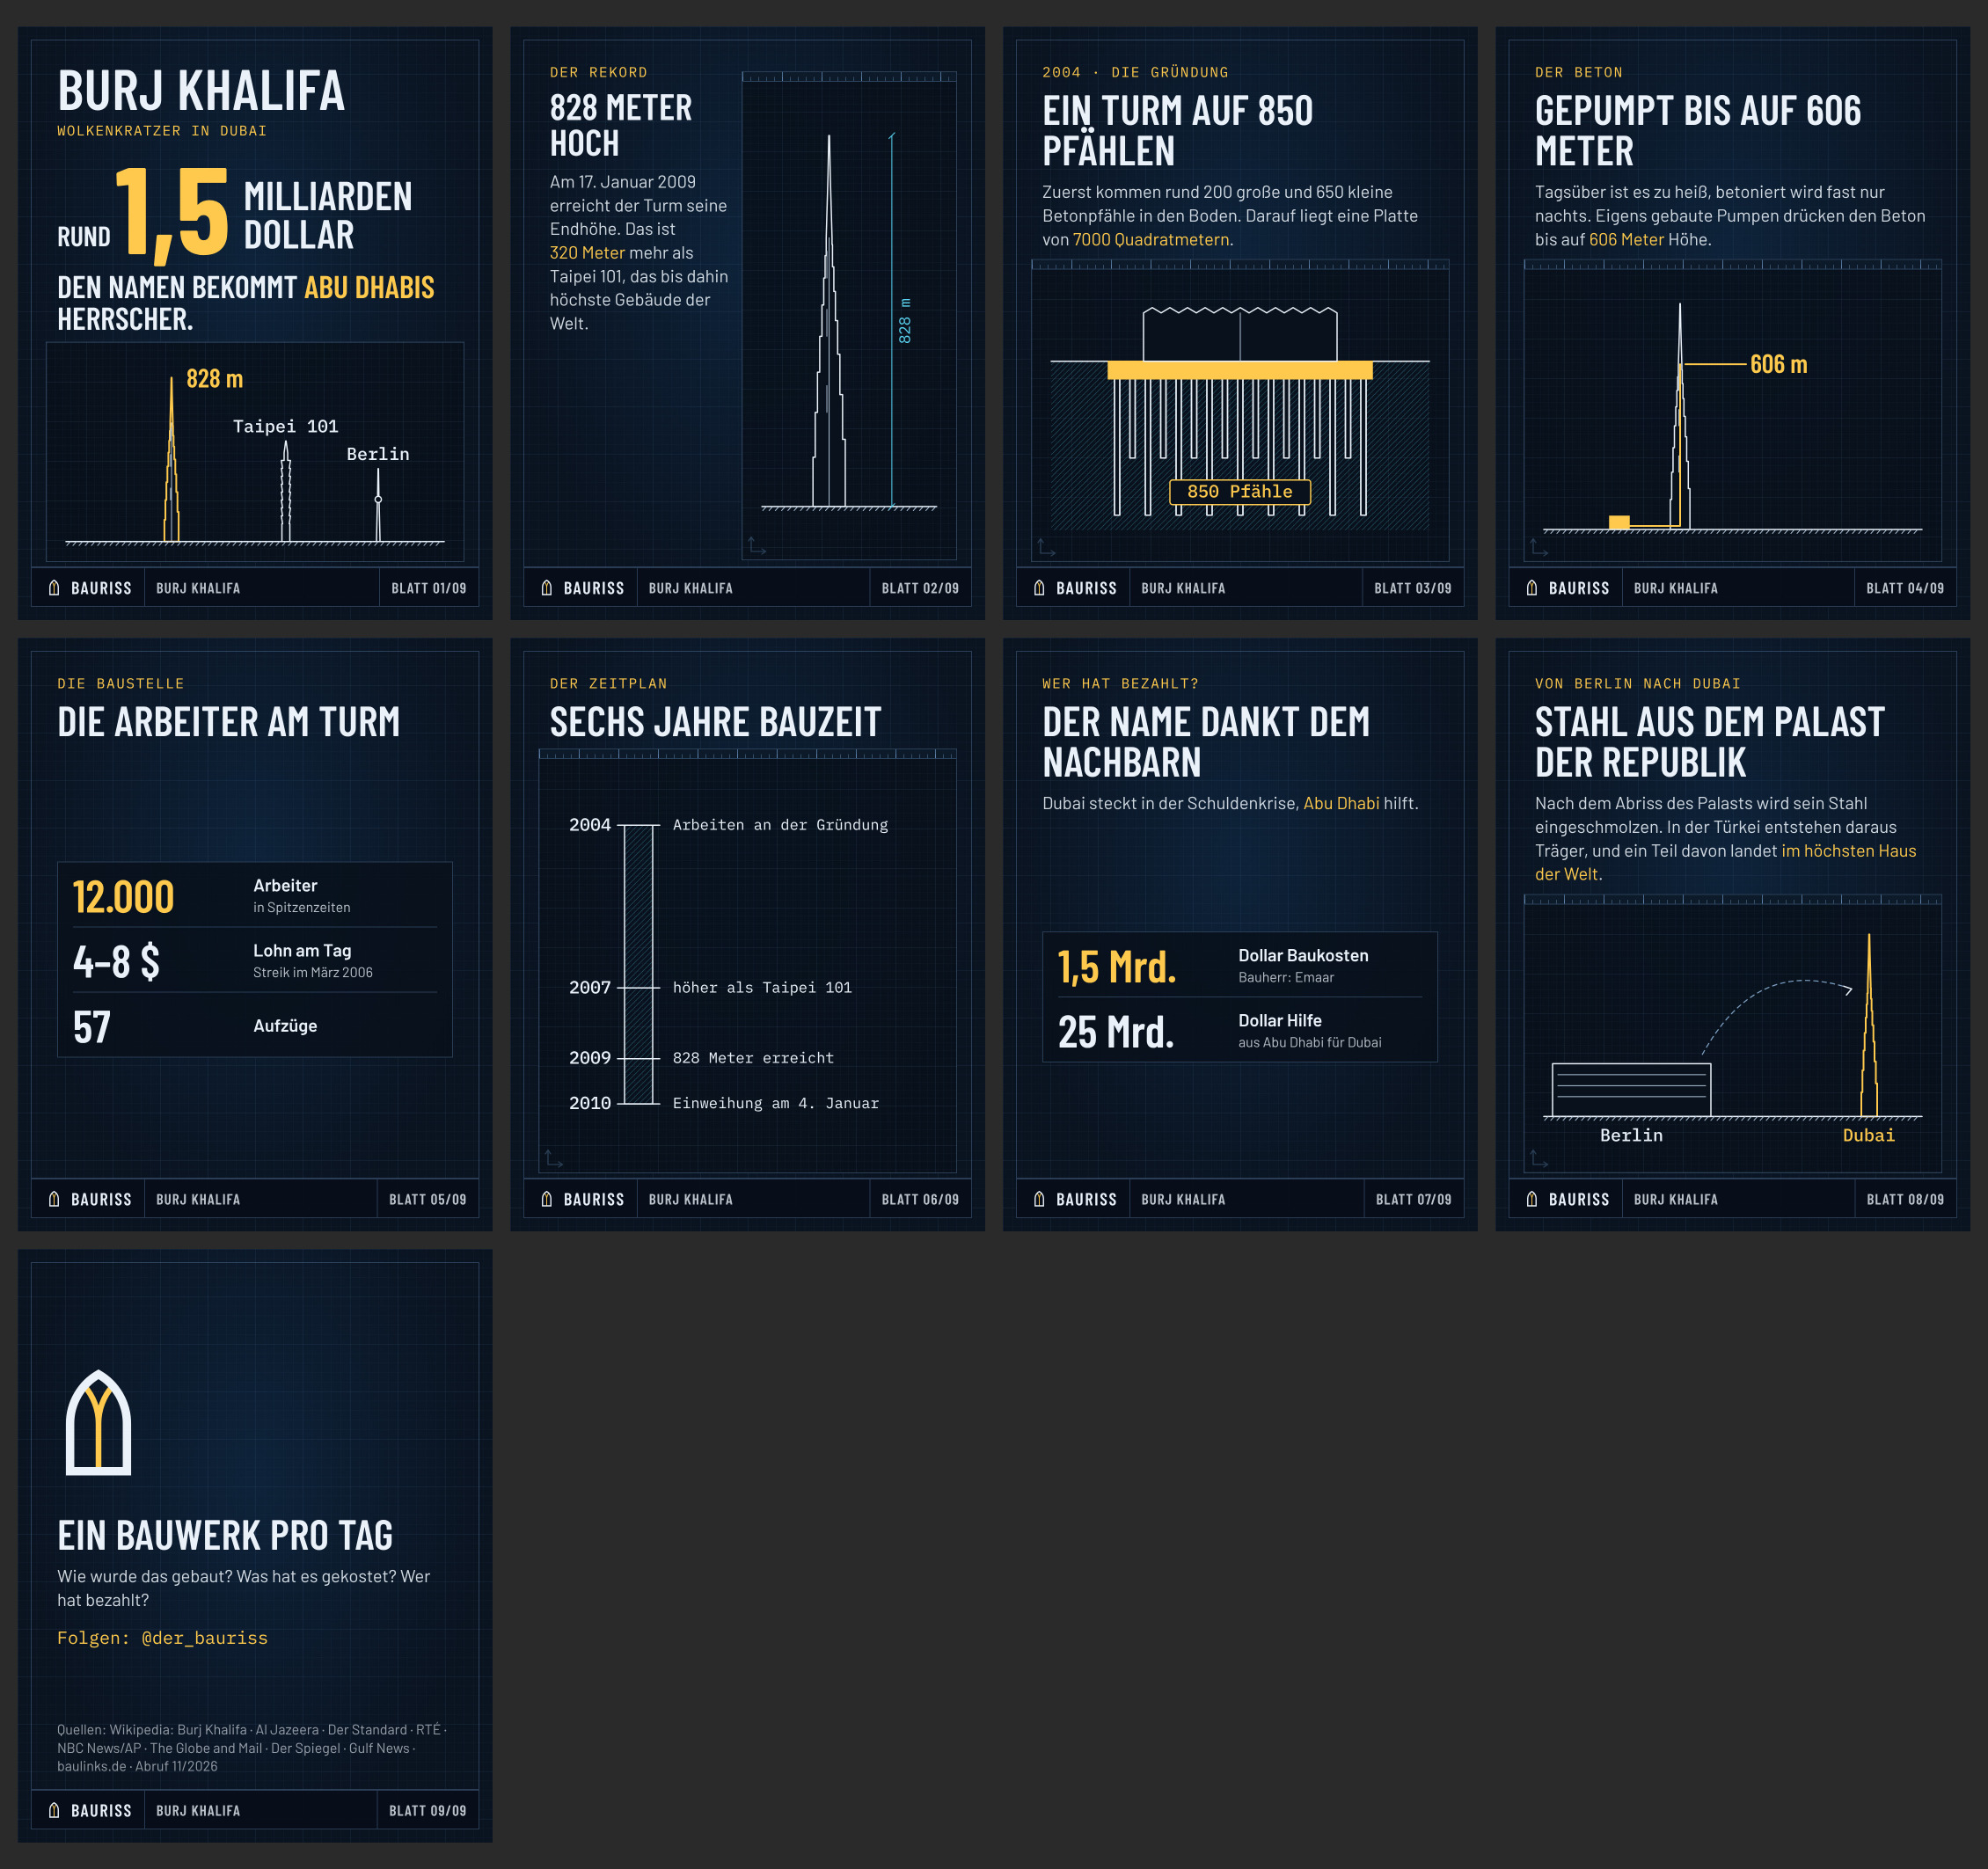 BURJ KHALIFA
WOLKENKRATZER IN DUBAI
RUND 1,5 MILLIARDEN DOLLAR
DEN NAMEN BEKOMMT ABU DHABIS
HERRSCHER.
828 m
Taipei 101
Berlin
BAURISS BURJ KHALIFA BLATT 01/09
DER REKORD
828 METER
HOCH
Am 17. Januar 2009
erreicht der Turm seine
Endhöhe. Das ist
320 Meter mehr als
Taipei 101, das bis dahin
höchste Gebäude der
Welt.
828 m
BAURISS BURJ KHALIFA BLATT 02/09
2004 · DIE GRÜNDUNG
EIN TURM AUF 850
PFÄHLEN
Zuerst kommen rund 200 große und 650 kleine
Betonpfähle in den Boden. Darauf liegt eine Platte
von 7000 Quadratmetern.
850 Pfähle
BAURISS BURJ KHALIFA BLATT 03/09
DER BETON
GEPUMPT BIS AUF 606
METER
Tagsüber ist es zu heiß, betoniert wird fast nur
nachts. Eigens gebaute Pumpen drücken den Beton
bis auf 606 Meter Höhe.
606 m
BAURISS BURJ KHALIFA BLATT 04/09
DIE BAUSTELLE
DIE ARBEITER AM TURM
12.000 Arbeiter
in Spitzenzeiten
4–8 $ Lohn am Tag
Streik im März 2006
57 Aufzüge
BAURISS BURJ KHALIFA BLATT 05/09
DER ZEITPLAN
SECHS JAHRE BAUZEIT
2004 Arbeiten an der Gründung
2007 höher als Taipei 101
2009 828 Meter erreicht
2010 Einweihung am 4. Januar
BAURISS BURJ KHALIFA BLATT 06/09
WER HAT BEZAHLT?
DER NAME DANKT DEM
NACHBARN
Dubai steckt in der Schuldenkrise, Abu Dhabi hilft.
1,5 Mrd. Dollar Baukosten
Bauherr: Emaar
25 Mrd. Dollar Hilfe
aus Abu Dhabi für Dubai
BAURISS BURJ KHALIFA BLATT 07/09
VON BERLIN NACH DUBAI
STAHL AUS DEM PALAST
DER REPUBLIK
Nach dem Abriss des Palasts wird sein Stahl
eingeschmolzen. In der Türkei entstehen daraus
Träger, und ein Teil davon landet im höchsten Haus
der Welt.
Berlin
Dubai
BAURISS BURJ KHALIFA BLATT 08/09
EIN BAUWERK PRO TAG
Wie wurde das gebaut? Was hat es gekostet? Wer
hat bezahlt?
Folgen: @der_bauriss
Quellen: Wikipedia: Burj Khalifa · Al Jazeera · Der Standard · RTÉ ·
NBC News/AP · The Globe and Mail · Der Spiegel · Gulf News ·
baulinks.de · Abruf 11/2026
BAURISS BURJ KHALIFA BLATT 09/09